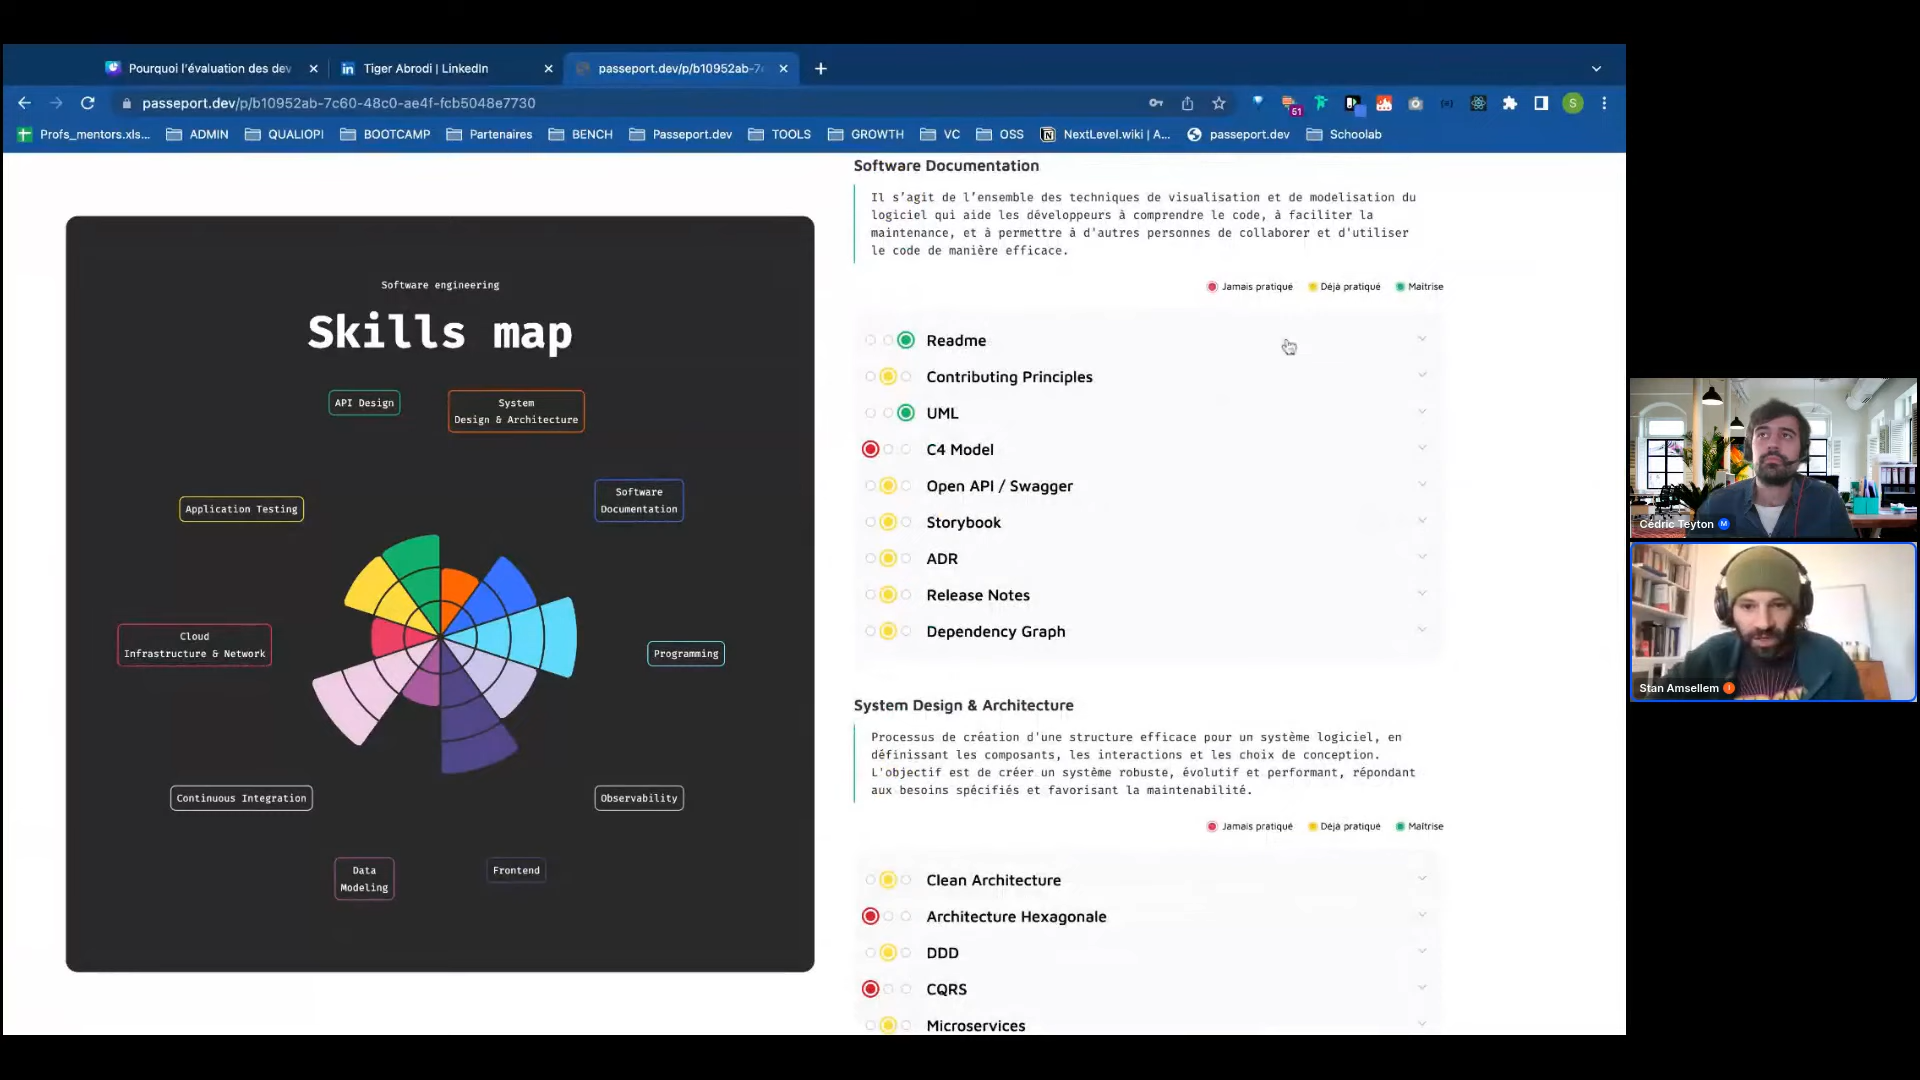 Pourquoi l'évaluation des dev
Tiger Abrodi | LinkedIn
passeport.dev/p/b10952ab-7
passeport.dev/p/b10952ab-7c60-48c0-ae4f-fcb5048e7730
51
S
Profs_mentors.xls...
ADMIN
QUALIOPI
BOOTCAMP
Partenaires
BENCH
Passeport.dev
TOOLS
GROWTH
VC
OSS
NextLevel.wiki | A...
passeport.dev
Schoolab
Software engineering
Skills map
API Design
System
Design & Architecture
Software
Documentation
Application Testing
Cloud
Infrastructure & Network
Programming
Continuous Integration
Observability
Data
Modeling
Frontend
Software Documentation
Il s'agit de l'ensemble des techniques de visualisation et de modelisation du
logiciel qui aide les développeurs à comprendre le code, à faciliter la
maintenance, et à permettre à d'autres personnes de collaborer et d'utiliser
le code de manière efficace.
Jamais pratiqué
Déjà pratiqué
Maîtrise
Readme
Contributing Principles
UML
C4 Model
Open API / Swagger
Storybook
ADR
Release Notes
Dependency Graph
System Design & Architecture
Processus de création d'une structure efficace pour un système logiciel, en
définissant les composants, les interactions et les choix de conception.
L'objectif est de créer un système robuste, évolutif et performant, répondant
aux besoins spécifiés et favorisant la maintenabilité.
Jamais pratiqué
Déjà pratiqué
Maîtrise
Clean Architecture
Architecture Hexagonale
DDD
CQRS
Microservices
Cédric Teyton
M
Stan Amsellem